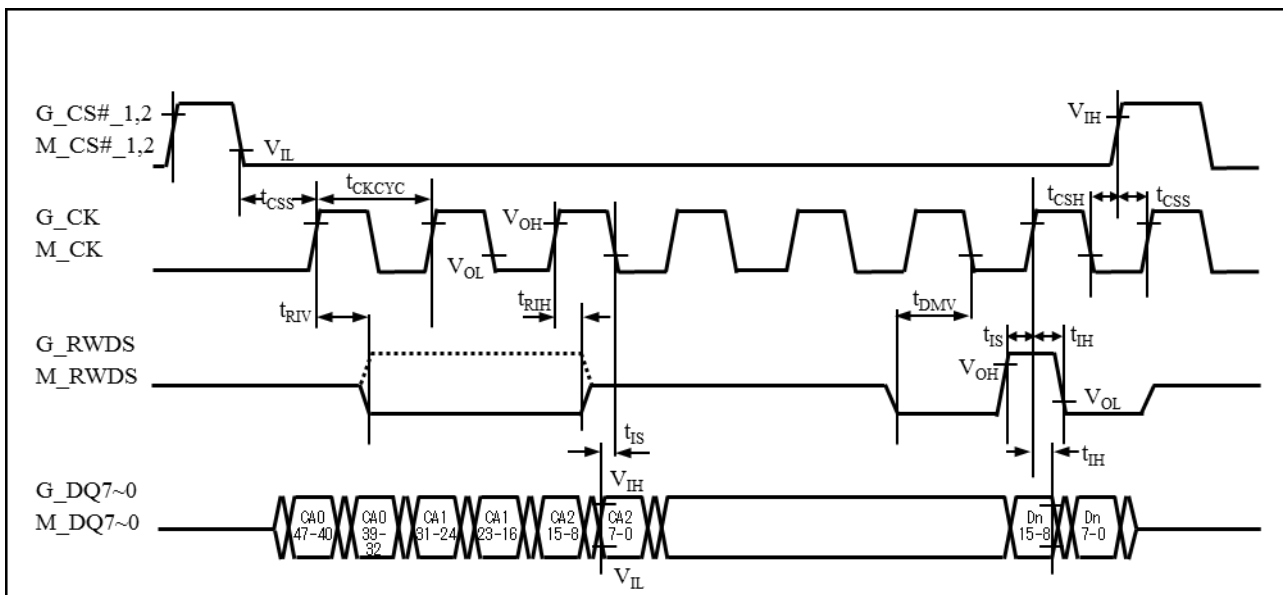 G_CS#_1,2
M_CS#_1,2
VIL
VIH
tCSS
tCKCYC
tCSH
tCSS
G_CK
M_CK
VOH
VOL
tRIV
tRIH
tDMV
tIS
tIH
G_RWDS
M_RWDS
VOH
VOL
tIS
tIH
G_DQ7~0
M_DQ7~0
VIH
CA0
47-40
CA0
39-
32
CA1
31-24
CA1
23-16
CA2
15-8
CA2
7-0
Dn
15-8
Dn
7-0
VIL